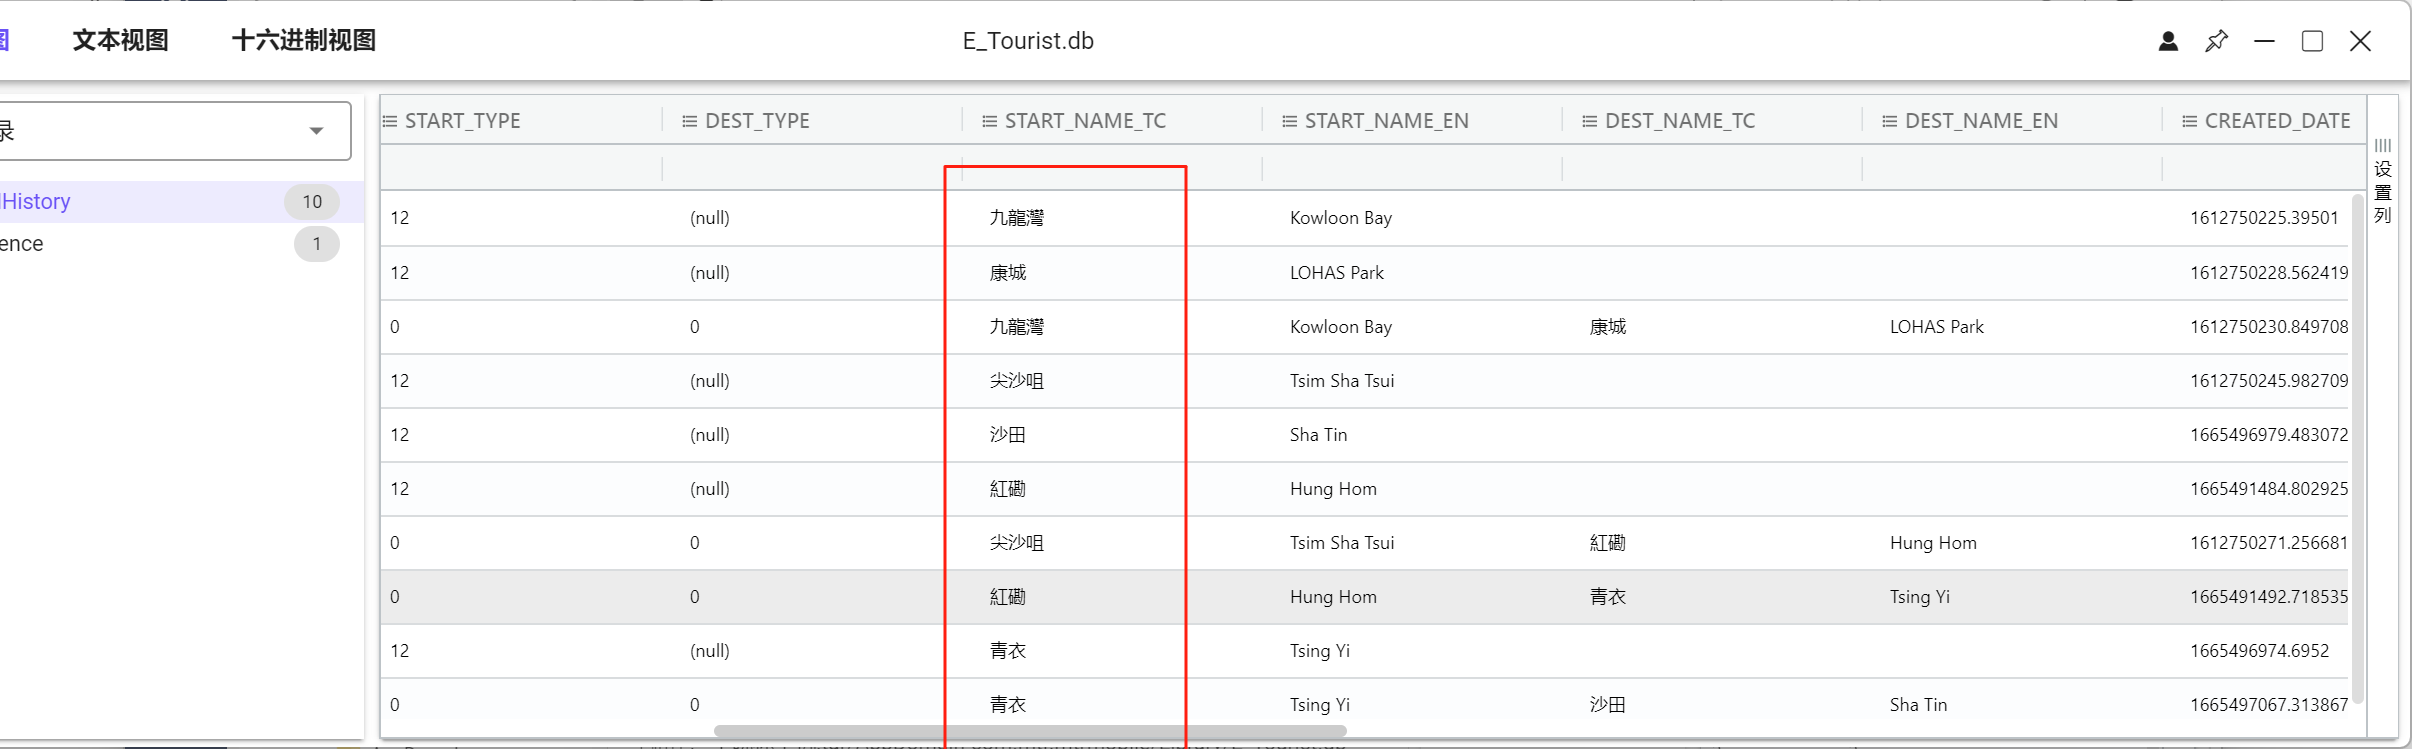 图 文本视图 十六进制视图 E_Tourist.db
录
History 10
ence 1
START_TYPE DEST_TYPE START_NAME_TC START_NAME_EN DEST_NAME_TC DEST_NAME_EN CREATED_DATE
12 (null) 九龍灣 Kowloon Bay 1612750225.39501
12 (null) 康城 LOHAS Park 1612750228.562419
0 0 九龍灣 Kowloon Bay 康城 LOHAS Park 1612750230.849708
12 (null) 尖沙咀 Tsim Sha Tsui 1612750245.982709
12 (null) 沙田 Sha Tin 1665496979.483072
12 (null) 紅磡 Hung Hom 1665491484.802925
0 0 尖沙咀 Tsim Sha Tsui 紅磡 Hung Hom 1612750271.256681
0 0 紅磡 Hung Hom 青衣 Tsing Yi 1665491492.718535
12 (null) 青衣 Tsing Yi 1665496974.6952
0 0 青衣 Tsing Yi 沙田 Sha Tin 1665497067.313867
设置列